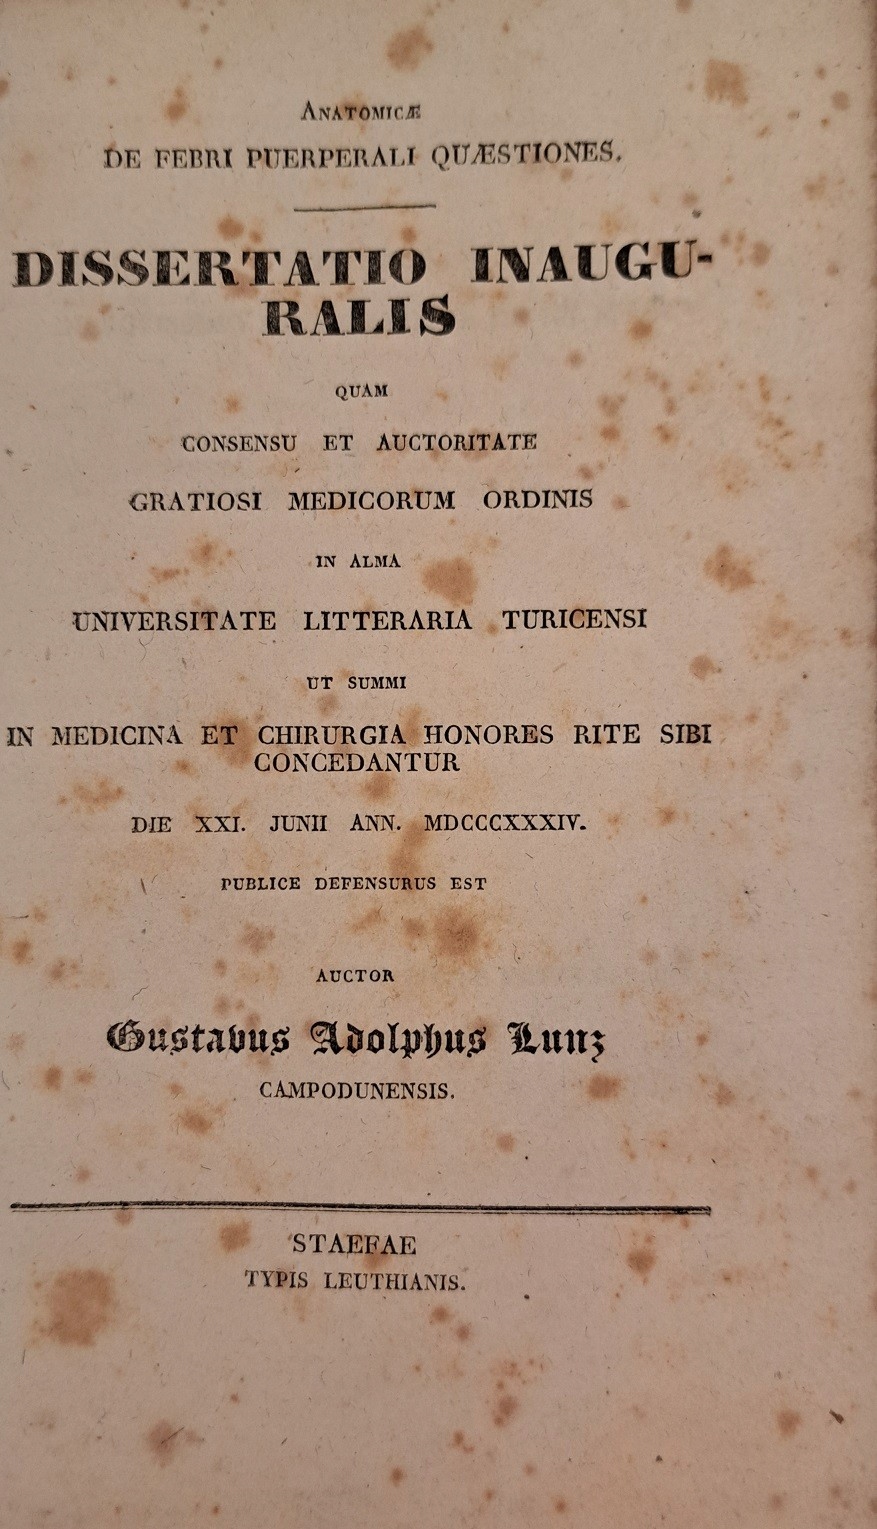 Anatomicæ
DE FEBRI PUERPERALI QUÆSTIONES.
DISSERTATIO INAUGU-
RALIS
QUAM
CONSENSU ET AUCTORITATE
GRATIOSI MEDICORUM ORDINIS
IN ALMA
UNIVERSITATE LITTERARIA TURICENSI
UT SUMMI
IN MEDICINA ET CHIRURGIA HONORES RITE SIBI
CONCEDANTUR
DIE XXI. JUNII ANN. MDCCCXXXIV.
PUBLICE DEFENSURUS EST
AUCTOR
Gustavus Adolphus Lunz
CAMPODUNENSIS.
STAEFAE
TYPIS LEUTHIANIS.